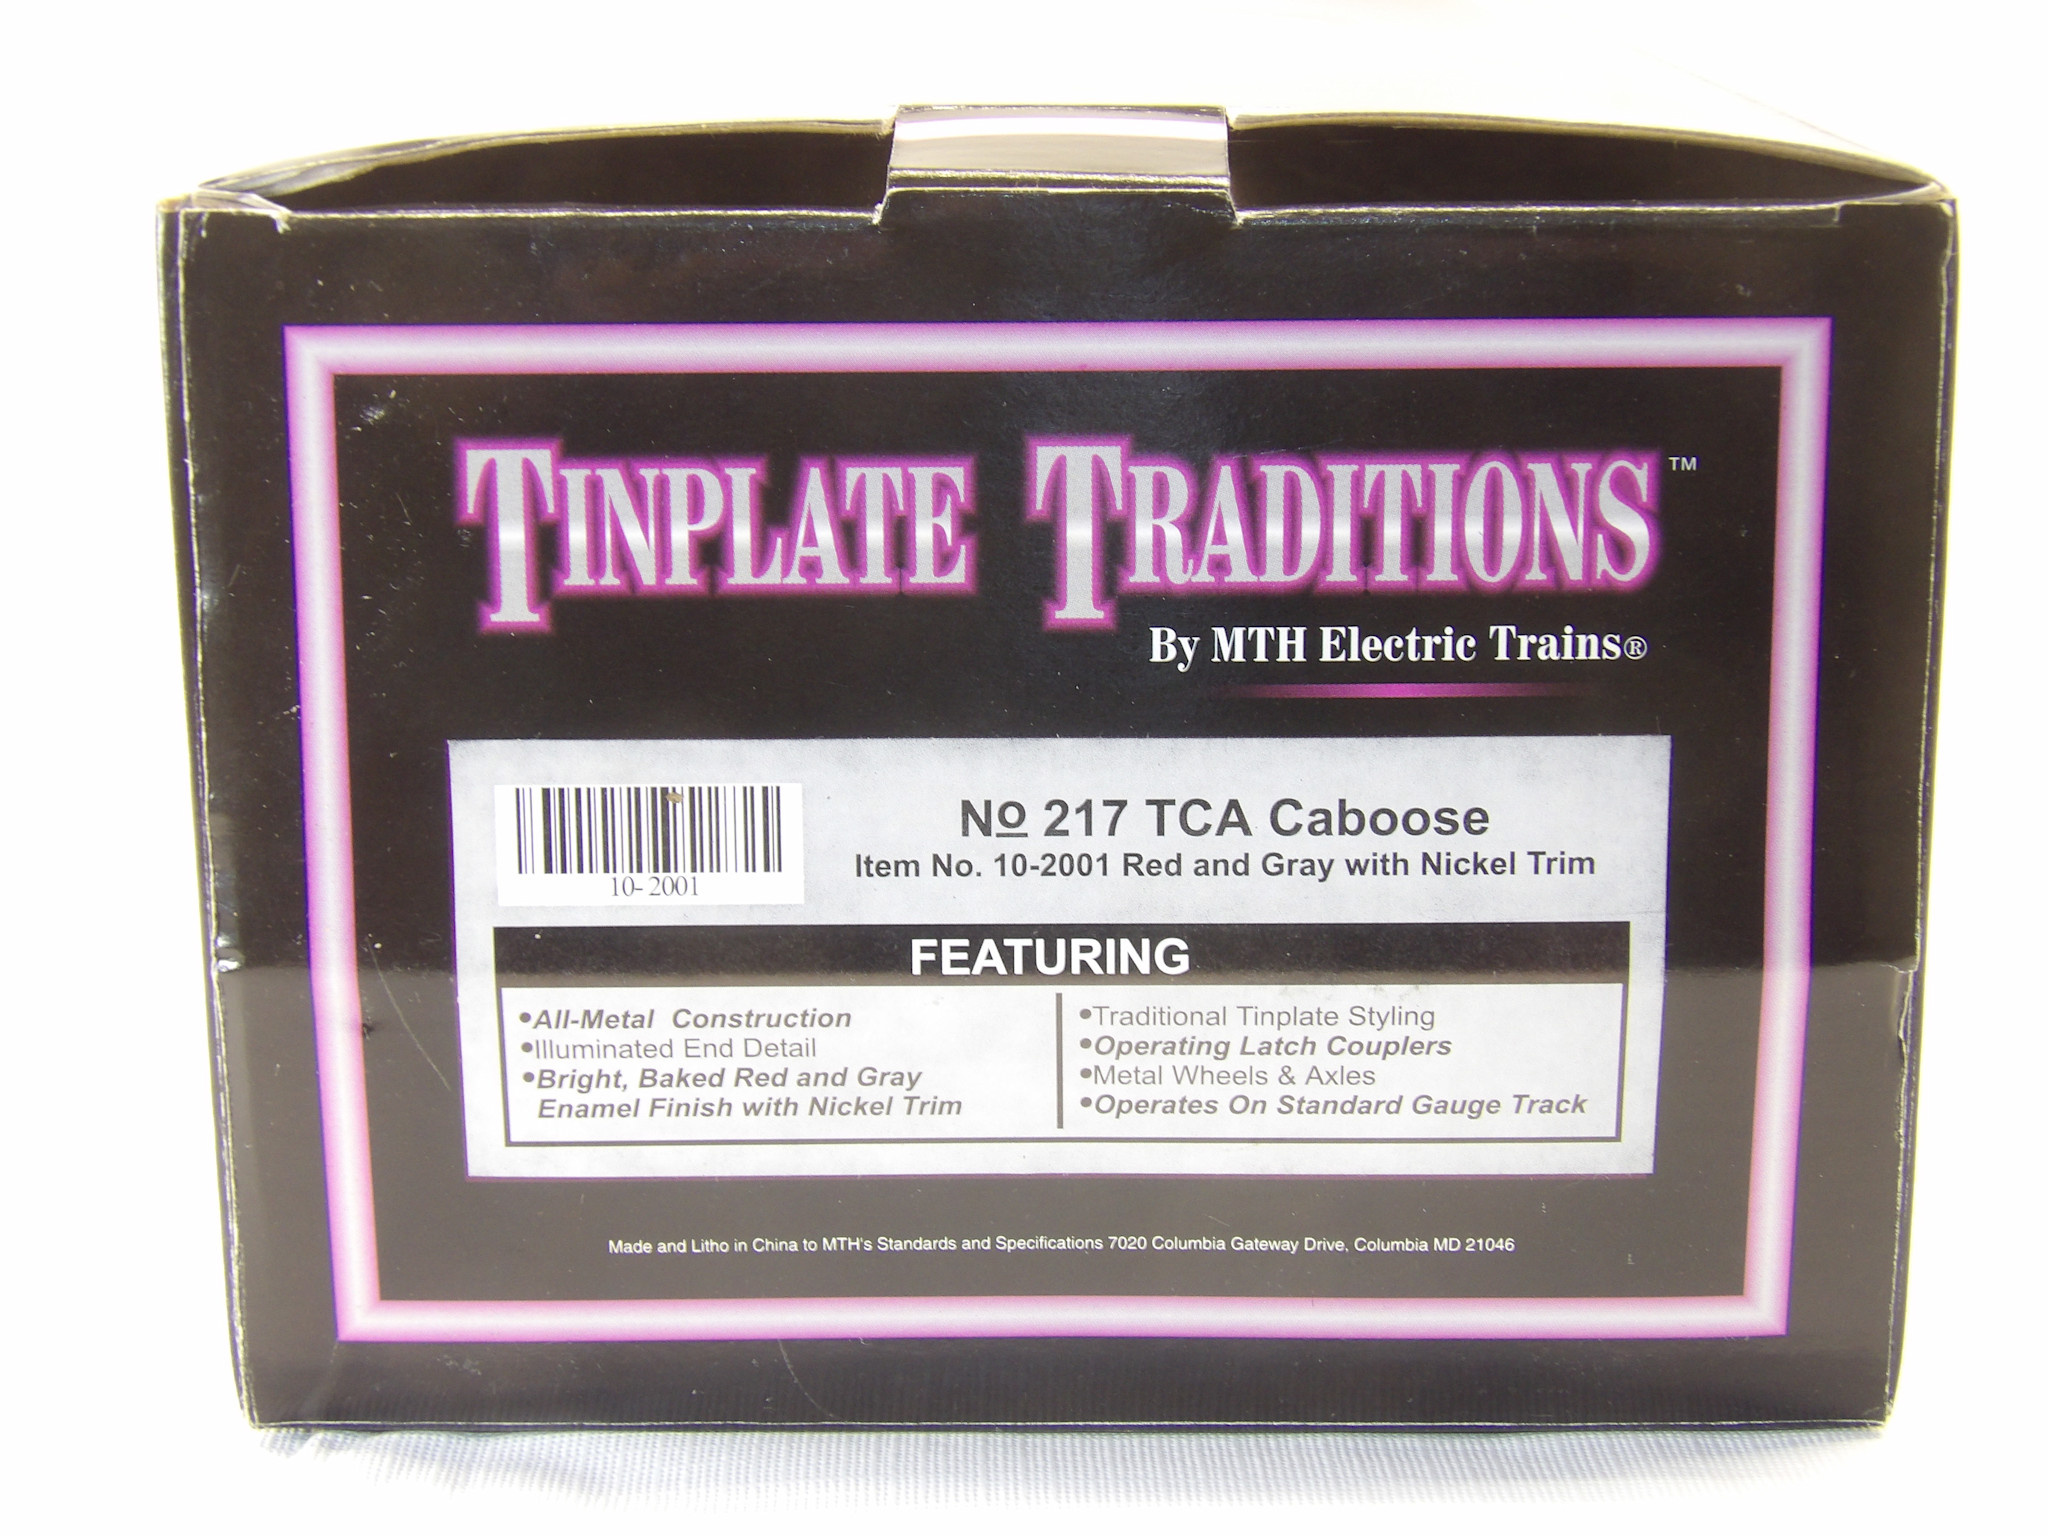 TINPLATE TRADITIONS™
By MTH Electric Trains®
No 217 TCA Caboose
Item No. 10-2001 Red and Gray with Nickel Trim
10-2001
FEATURING
•All-Metal Construction
•Illuminated End Detail
•Bright, Baked Red and Gray
Enamel Finish with Nickel Trim
•Traditional Tinplate Styling
•Operating Latch Couplers
•Metal Wheels & Axles
•Operates On Standard Gauge Track
Made and Litho in China to MTH's Standards and Specifications 7020 Columbia Gateway Drive, Columbia MD 21046